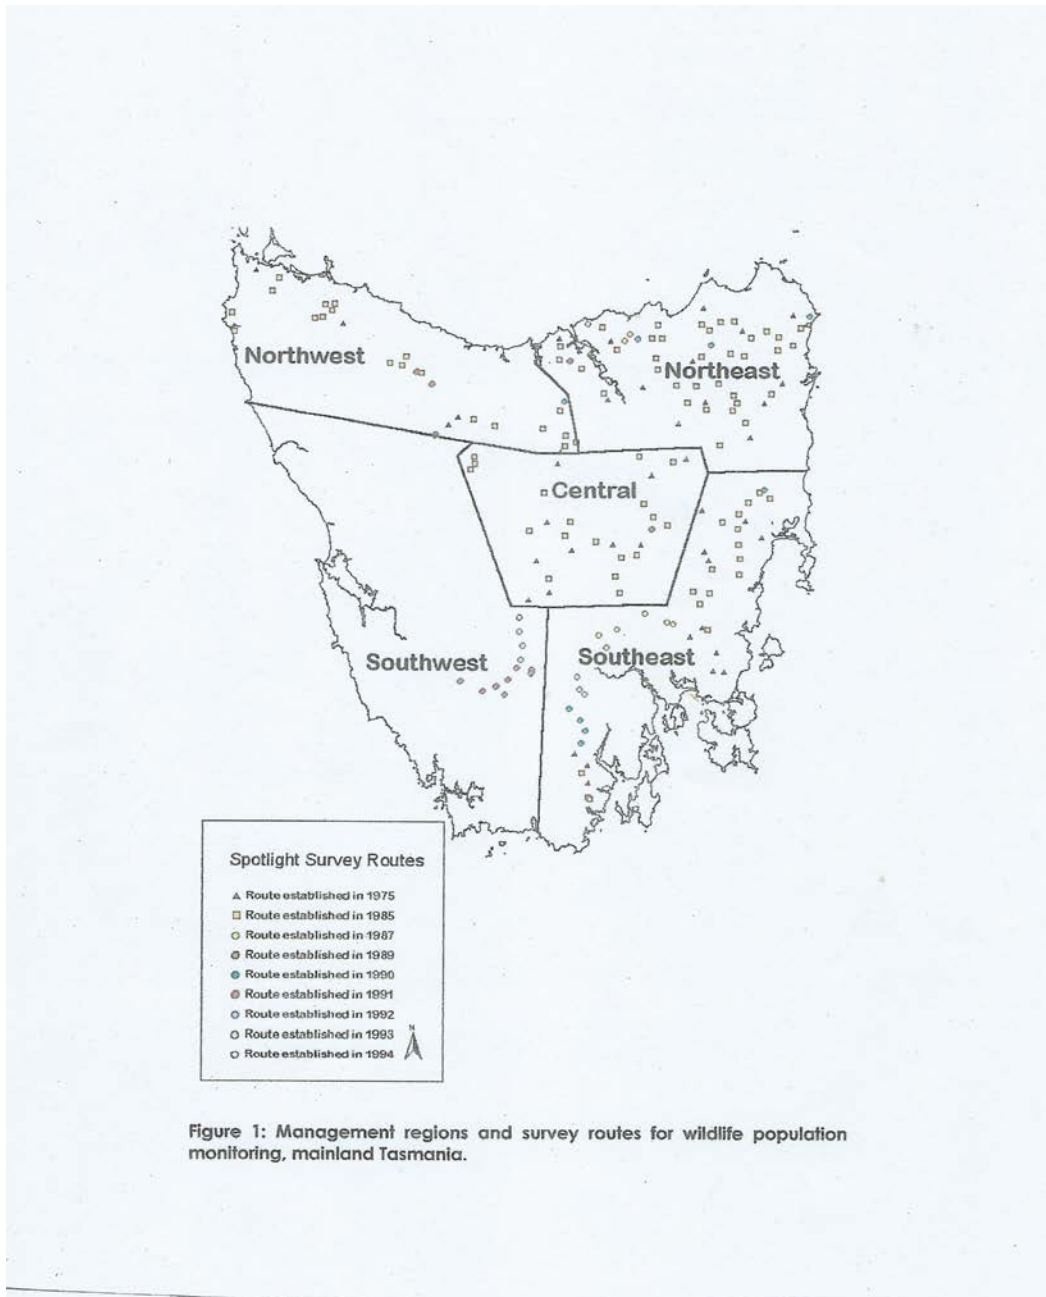 Northwest
Northeast
Central
Southwest
Southeast
Spotlight Survey Routes
Route established in 1975
Route established in 1985
Route established in 1987
Route established in 1989
Route established in 1990
Route established in 1991
Route established in 1992
Route established in 1993
Route established in 1994
N
Figure 1: Management regions and survey routes for wildlife population
monitoring, mainland Tasmania.